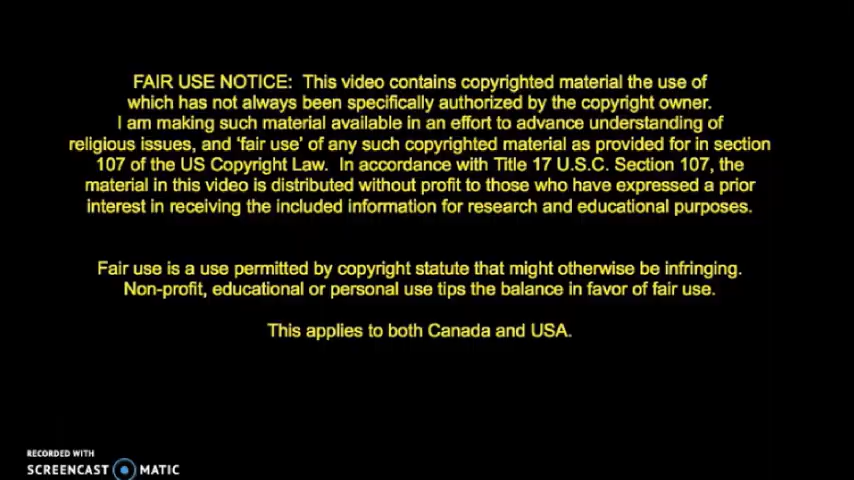 FAIR USE NOTICE: This video contains copyrighted material the use of
which has not always been specifically authorized by the copyright owner.
I am making such material available in an effort to advance understanding of
religious issues, and ‘fair use’ of any such copyrighted material as provided for in section
107 of the US Copyright Law. In accordance with Title 17 U.S.C. Section 107, the
material in this video is distributed without profit to those who have expressed a prior
interest in receiving the included information for research and educational purposes.
Fair use is a use permitted by copyright statute that might otherwise be infringing.
Non-profit, educational or personal use tips the balance in favor of fair use.
This applies to both Canada and USA.
RECORDED WITH
SCREENCAST MATIC